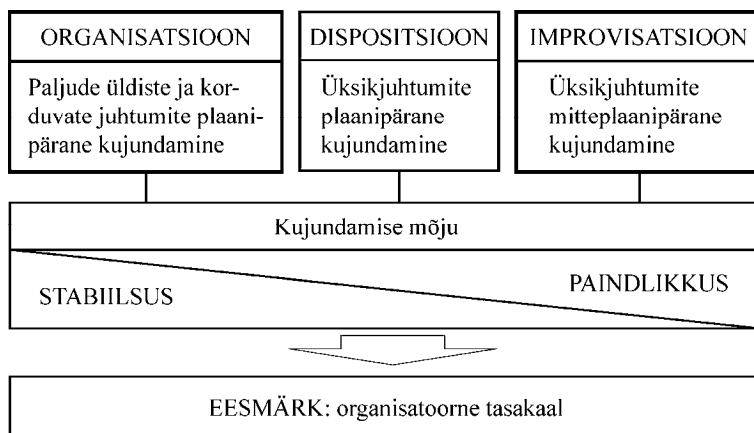 ORGANISATSIOON
Paljude üldiste ja kor-
duvate juhtumite plaani-
pärane kujundamine
DISPOSITSIOON
Üksikjuhtumite
plaanipärane
kujundamine
IMPROVISATSIOON
Üksikjuhtumite
mitteplaanipärane
kujundamine
Kujundamise mõju
STABIILSUS
PAINDLIKKUS
EESMÄRK: organisatoorne tasakaal